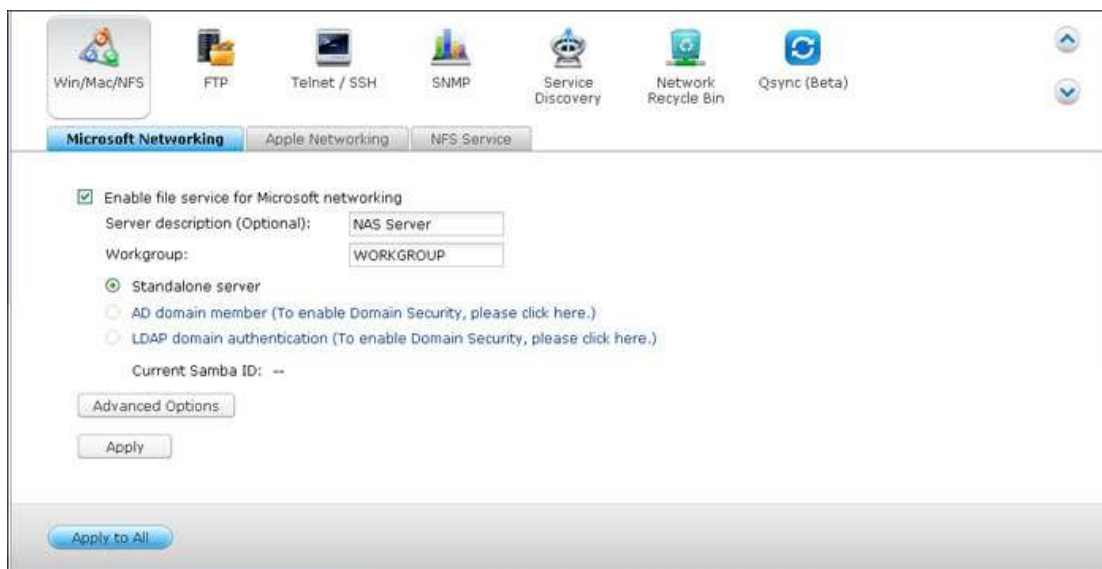 Win/Mac/NFS
FTP
Telnet / SSH
SNMP
Service
Discovery
Network
Recycle Bin
Qsync (Beta)
Microsoft Networking
Apple Networking
NFS Service
Enable file service for Microsoft networking
Server description (Optional): NAS Server
Workgroup: WORKGROUP
Standalone server
AD domain member (To enable Domain Security, please click here.)
LDAP domain authentication (To enable Domain Security, please click here.)
Current Samba ID: --
Advanced Options
Apply
Apply to All